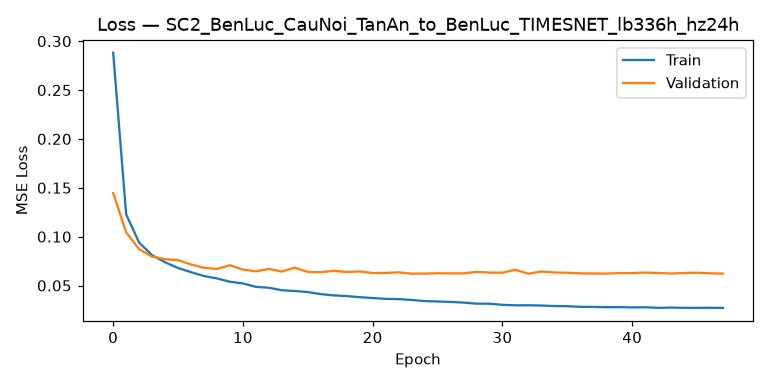 Loss — SC2_BenLuc_CauNoi_TanAn_to_BenLuc_TIMESNET_lb336h_hz24h
0.30
0.25
0.20
0.15
0.10
0.05
MSE Loss
Train
Validation
0
10
20
30
40
Epoch